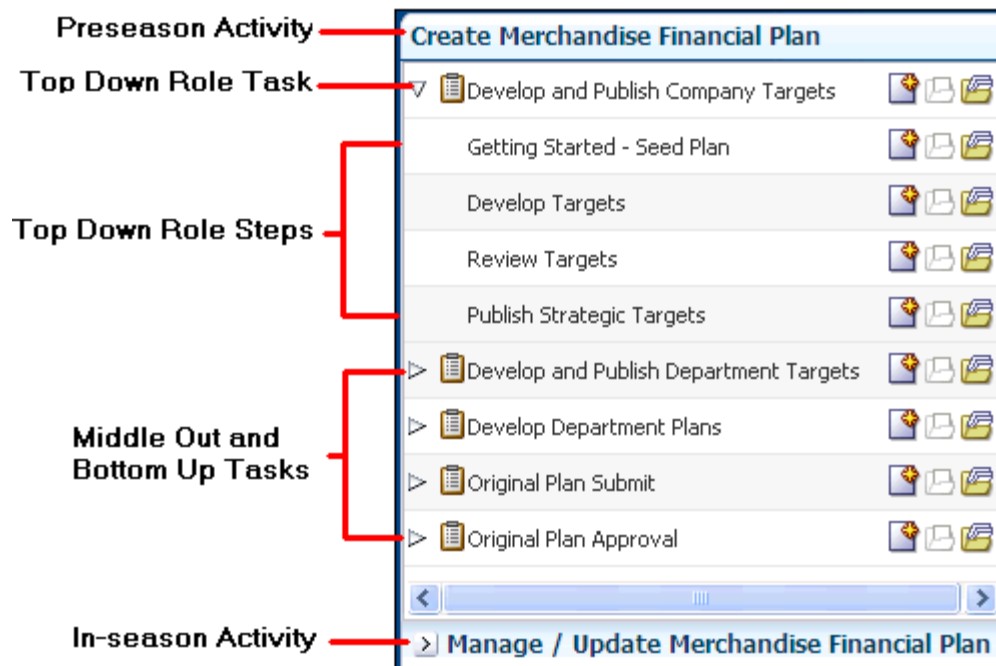 Preseason Activity
Create Merchandise Financial Plan
Top Down Role Task
Develop and Publish Company Targets
Getting Started - Seed Plan
Develop Targets
Top Down Role Steps
Review Targets
Publish Strategic Targets
Develop and Publish Department Targets
Middle Out and
Bottom Up Tasks
Develop Department Plans
Original Plan Submit
Original Plan Approval
In-season Activity
Manage / Update Merchandise Financial Plan